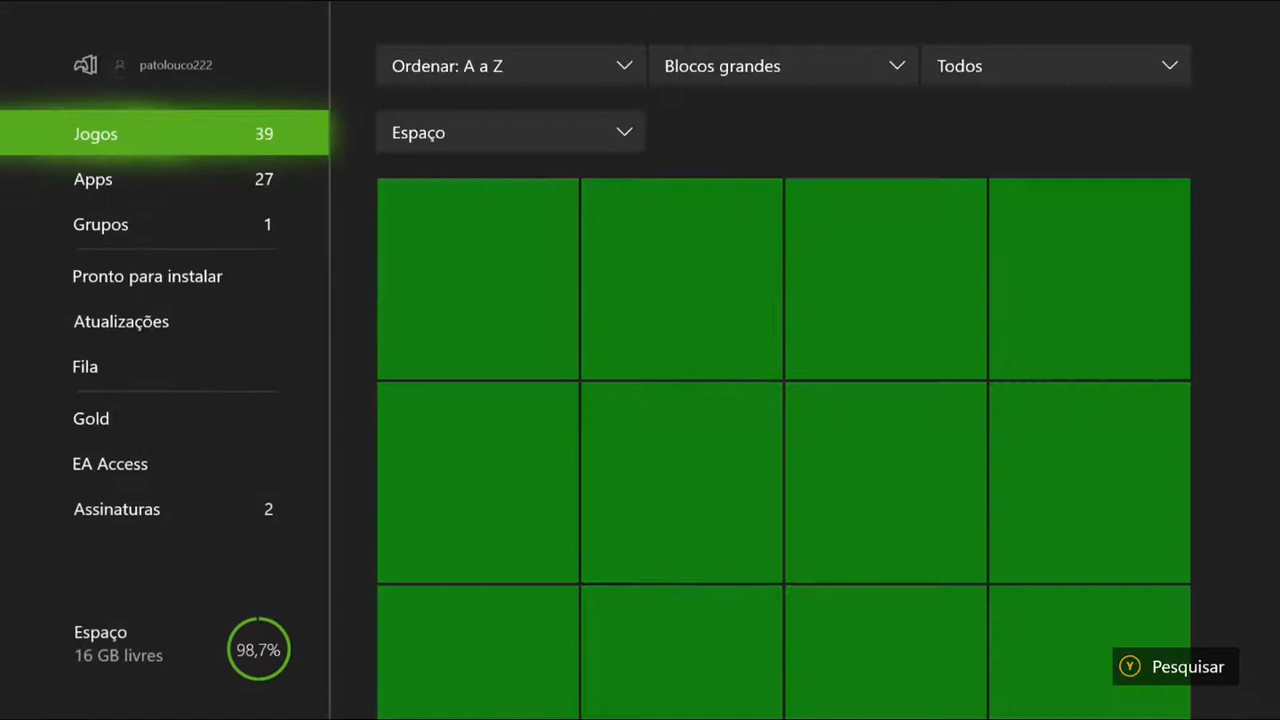 patolouco222
Jogos 39
Apps 27
Grupos 1
Pronto para instalar
Atualizações
Fila
Gold
EA Access
Assinaturas 2
Espaço
16 GB livres
98,7%
Ordenar: A a Z
Blocos grandes
Todos
Espaço
Y Pesquisar